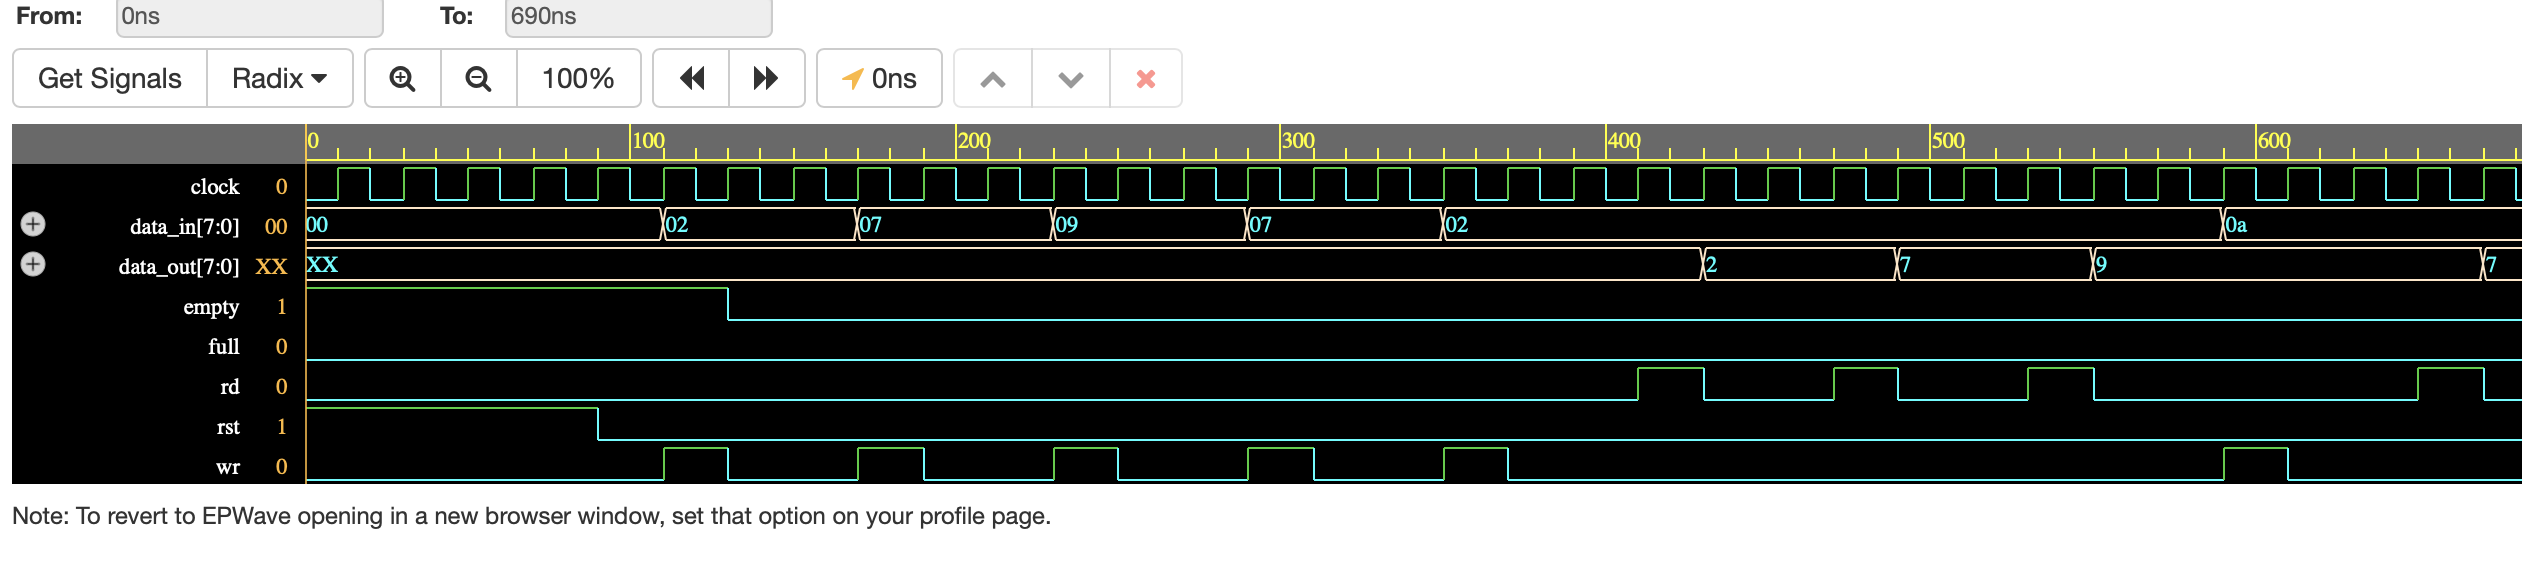 From: 0ns To: 690ns
Get Signals Radix 100% 0ns
0 100 200 300 400 500 600
clock 0
data_in[7:0] 00 00 02 07 09 07 02 0a
data_out[7:0] XX XX 2 7 9 7
empty 1
full 0
rd 0
rst 1
wr 0
Note: To revert to EPWave opening in a new browser window, set that option on your profile page.